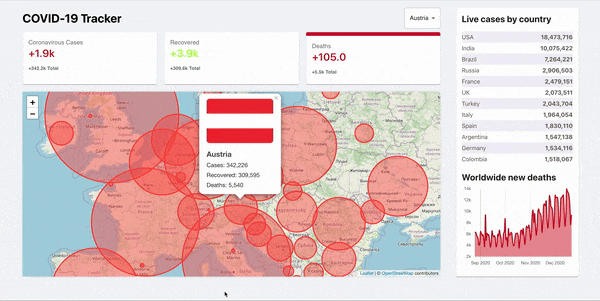 COVID-19 Tracker
Austria
Coronavirus Cases
+1.9k
+342.2k Total
Recovered
+3.9k
+309.6k Total
Deaths
+105.0
+5.5k Total
+
−
Austria
Cases: 342,226
Recovered: 309,595
Deaths: 5,540
Leaflet | © OpenStreetMap contributors
Live cases by country
USA 18,473,716
India 10,075,422
Brazil 7,264,221
Russia 2,906,503
France 2,479,151
UK 2,073,511
Turkey 2,043,704
Italy 1,964,054
Spain 1,830,110
Argentina 1,547,138
Germany 1,534,116
Colombia 1,518,067
Worldwide new deaths
14k
12k
10k
8k
6k
4k
2k
Sep 2020 Oct 2020 Nov 2020 Dec 2020